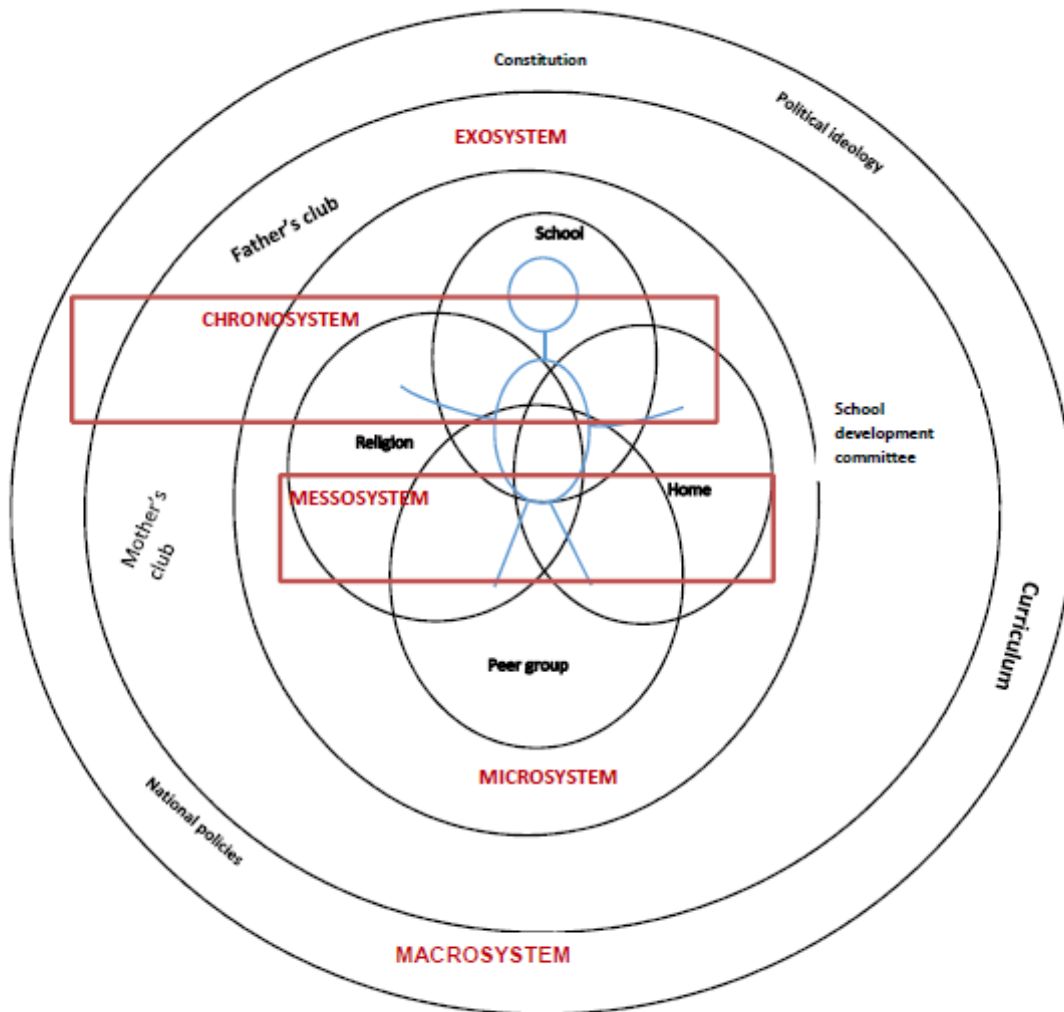 Constitution
Political ideology
EXOSYSTEM
Father's club
School
CHRONOSYSTEM
School
development
committee
Religion
MESSOSYSTEM
Home
Mother's
club
Curriculum
Peer group
MICROSYSTEM
National policies
MACROSYSTEM